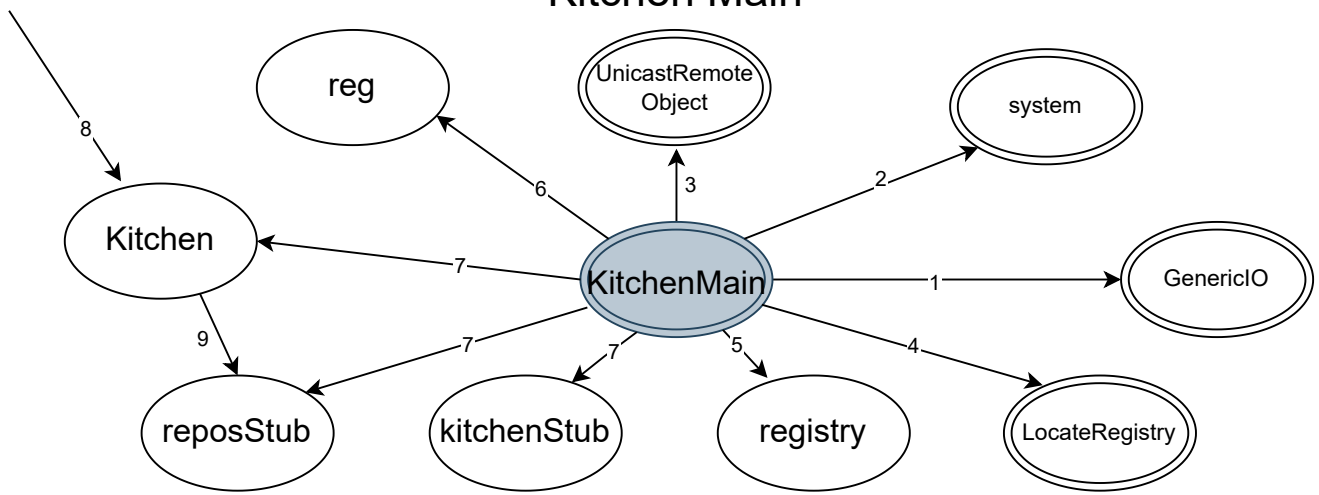 Kitchen Main
reg
UnicastRemote
Object
system
8
6
3
2
Kitchen
7
KitchenMain
1
GenericIO
9
7
7
5
4
reposStub
kitchenStub
registry
LocateRegistry